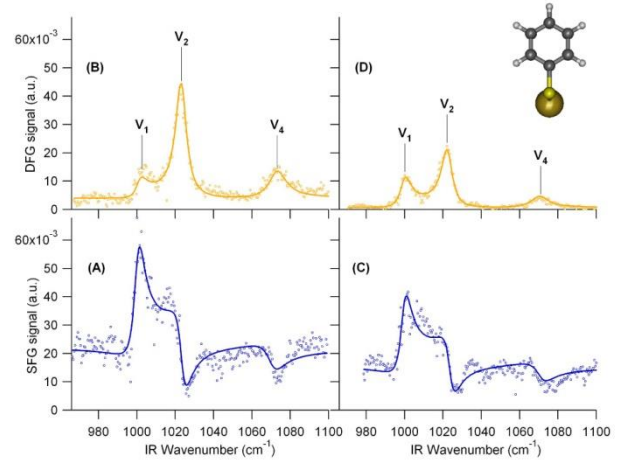 60x10⁻³
50
40
30
20
10
0
DFG signal (a.u.)
(B)
V₁
V₂
V₄
(D)
V₁
V₂
V₄
60x10⁻³
50
40
30
20
10
0
SFG signal (a.u.)
(A)
(C)
980 1000 1020 1040 1060 1080 1100
IR Wavenumber (cm⁻¹)
980 1000 1020 1040 1060 1080 1100
IR Wavenumber (cm⁻¹)